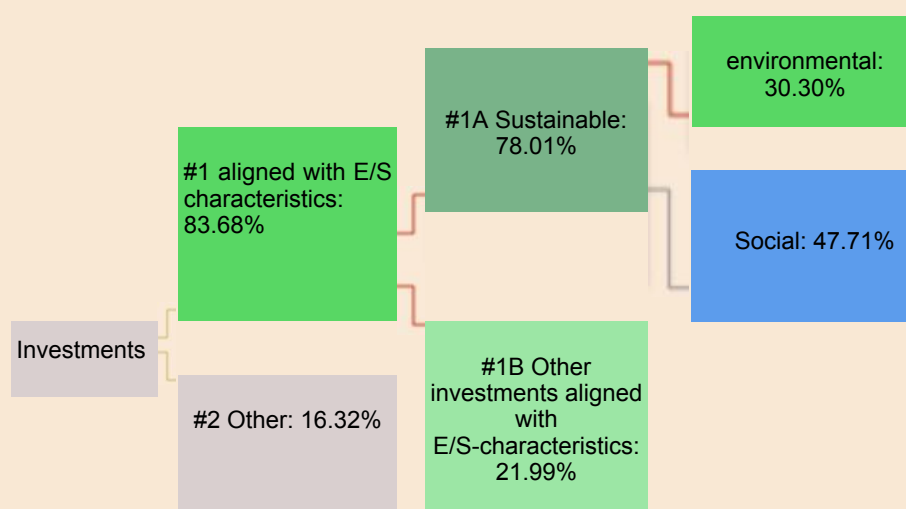 Investments
#1 aligned with E/S
characteristics:
83.68%
#2 Other: 16.32%
#1A Sustainable:
78.01%
#1B Other
investments aligned
with
E/S-characteristics:
21.99%
environmental:
30.30%
Social: 47.71%